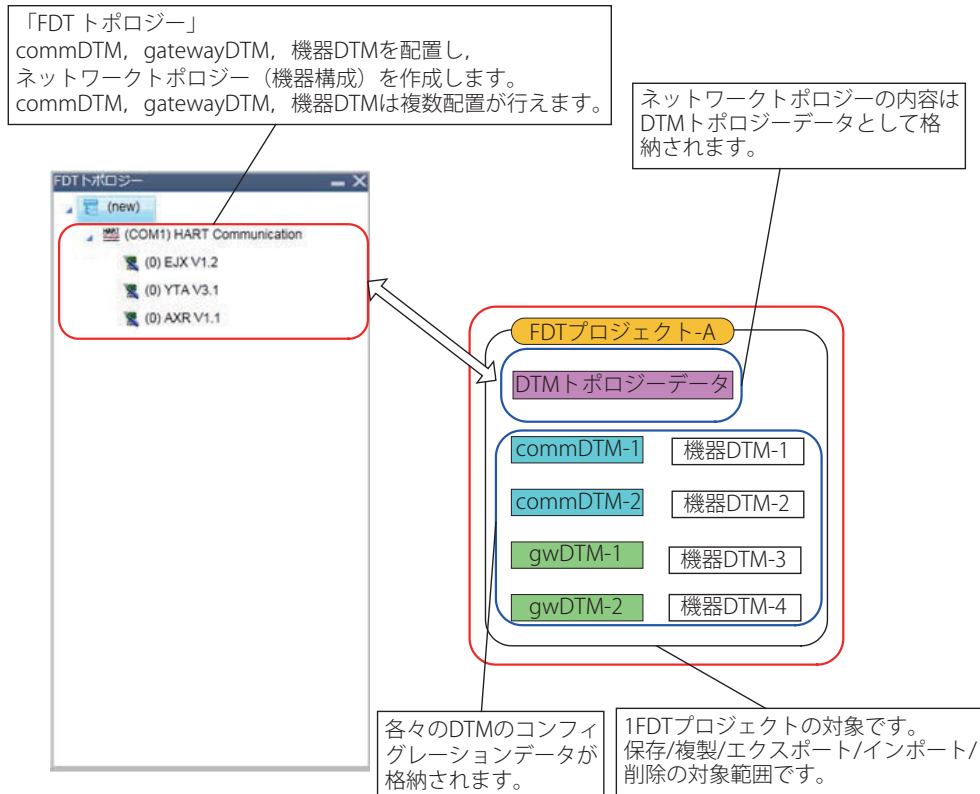 「FDT トポロジー」
commDTM，gatewayDTM，機器DTMを配置し，
ネットワークトポロジー（機器構成）を作成します。
commDTM，gatewayDTM，機器DTMは複数配置が行えます。
ネットワークトポロジーの内容は
DTMトポロジーデータとして格
納されます。
FDTトポロジー
(new)
(COM1) HART Communication
(0) EJX V1.2
(0) YTA V3.1
(0) AXR V1.1
FDTプロジェクト-A
DTMトポロジーデータ
commDTM-1
機器DTM-1
commDTM-2
機器DTM-2
gwDTM-1
機器DTM-3
gwDTM-2
機器DTM-4
各々のDTMのコンフィ
グレーションデータが
格納されます。
1FDTプロジェクトの対象です。
保存/複製/エクスポート/インポート/
削除の対象範囲です。